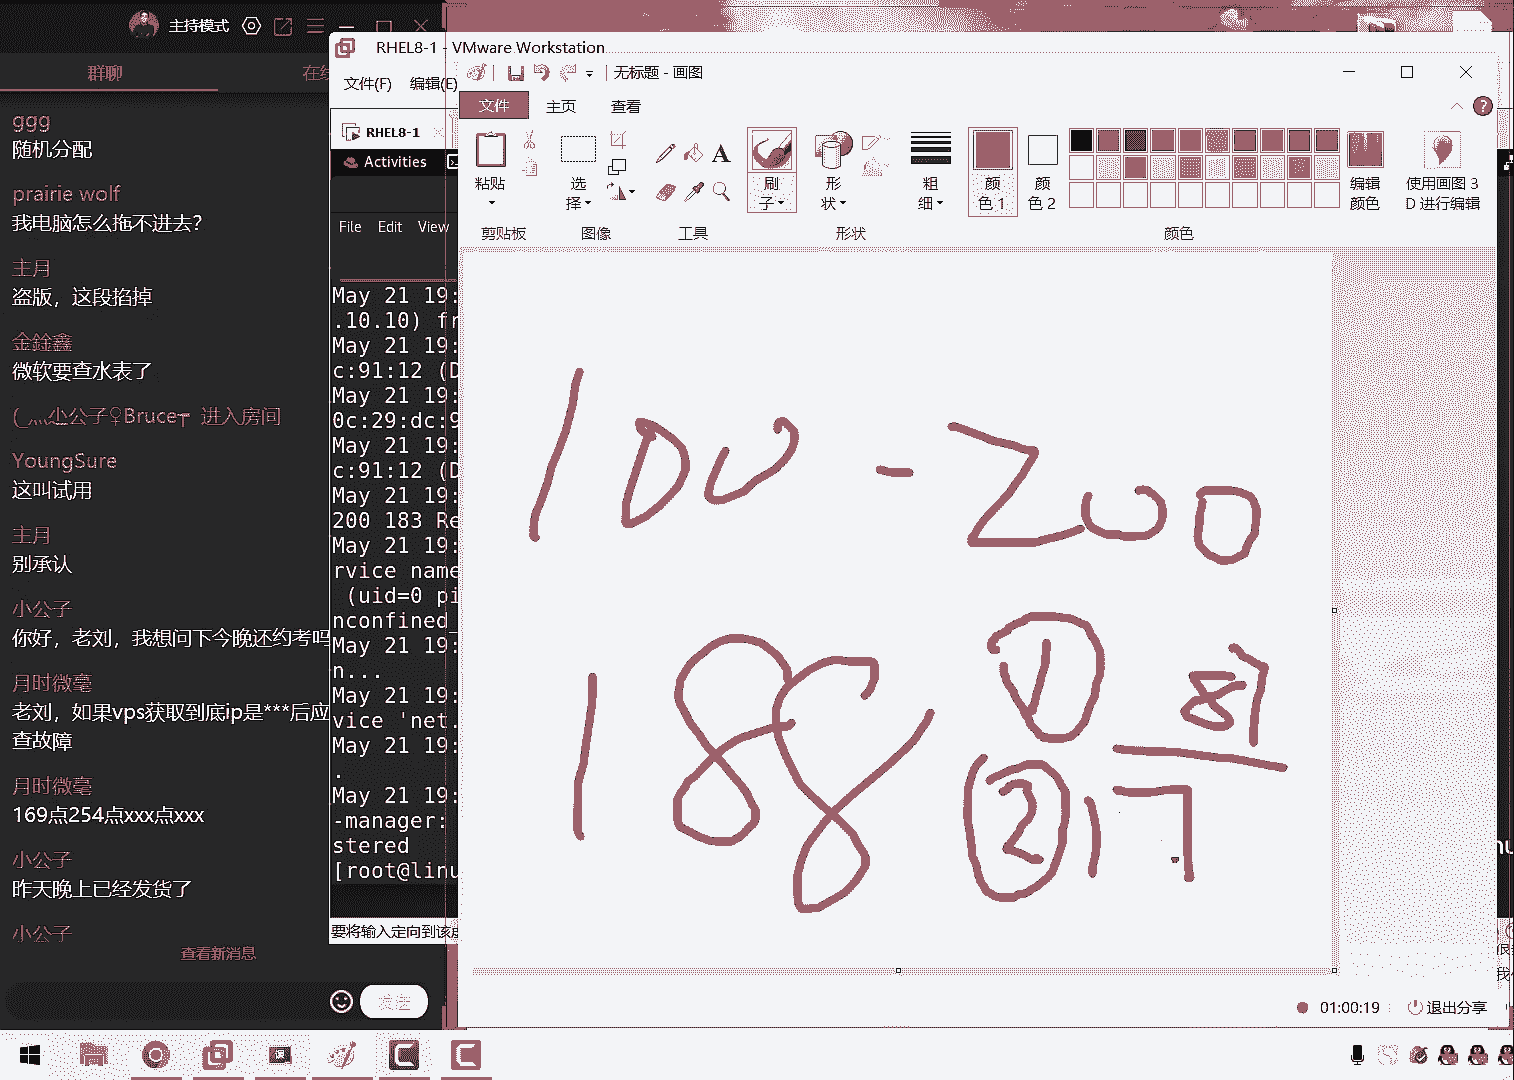 主持模式
群聊
在线
ggg
随机分配
prairie wolf
我电脑怎么拖不进去?
主月
盗版，这段掐掉
金銓鑫
微软要查水表了
公子♀Bruce 进入房间
YoungSure
这叫试用
主月
别承认
小公子
你好，老刘，我想问下今晚还约考吗
月时微毫
老刘，如果vps获取到底ip是***后应
查故障
月时微毫
169点254点xxx点xxx
小公子
昨天晚上已经发货了
小公子
查看新消息
发送
RHEL8-1 - VMware Workstation
文件(F) 编辑(E)
RHEL8-1
Activities
File Edit View
May 21 19:
.10.10) fr
May 21 19:
c:91:12 (D
May 21 19:
0c:29:dc:9
May 21 19:
c:91:12 (D
May 21 19:
200 183 Re
May 21 19:
rvice name
(uid=0 pi
nconfined_
May 21 19:
n...
May 21 19:
vice 'net.
May 21 19:
.
May 21 19:
-manager:
stered
[root@linu
要将输入定向到该虚
无标题 - 画图
文件 主页 查看
粘贴
选择
刷子
形状
粗细
颜色 1
颜色 2
编辑颜色
使用画图 3D 进行编辑
剪贴板 图像 工具 形状 颜色
100 - 200
188 ① 87
② 17
01:00:19 退出分享